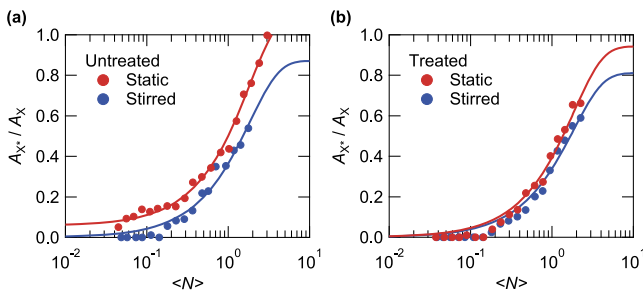 (a)
Untreated
Static
Stirred
A_X* / A_X
1.0
0.8
0.6
0.4
0.2
0.0
10^-2
10^-1
10^0
10^1
<N>
(b)
Treated
Static
Stirred
A_X* / A_X
1.0
0.8
0.6
0.4
0.2
0.0
10^-2
10^-1
10^0
10^1
<N>